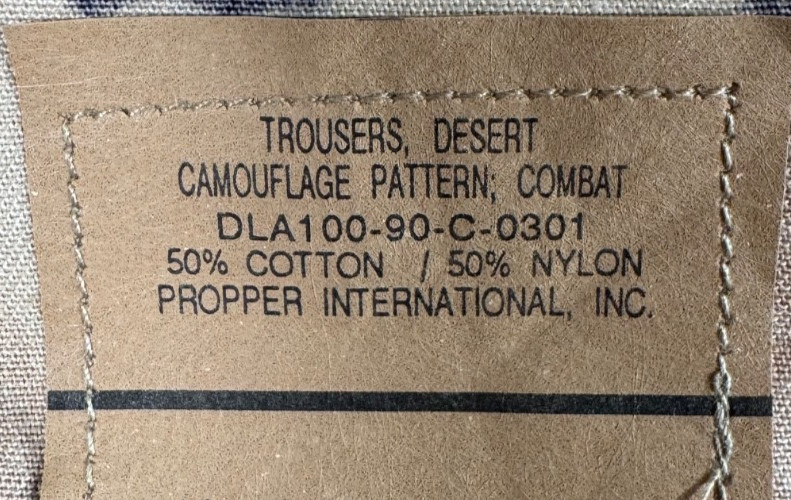 TROUSERS, DESERT
CAMOUFLAGE PATTERN; COMBAT
DLA100-90-C-0301
50% COTTON / 50% NYLON
PROPPER INTERNATIONAL, INC.